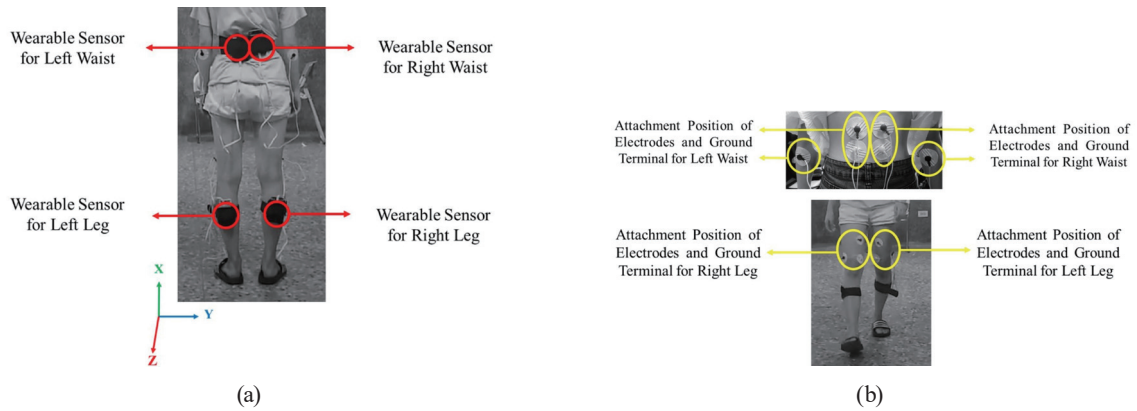 Wearable Sensor
for Left Waist
Wearable Sensor
for Right Waist
Wearable Sensor
for Left Leg
Wearable Sensor
for Right Leg
X
Y
Z
(a)
Attachment Position of
Electrodes and Ground
Terminal for Left Waist
Attachment Position of
Electrodes and Ground
Terminal for Right Waist
Attachment Position of
Electrodes and Ground
Terminal for Right Leg
Attachment Position of
Electrodes and Ground
Terminal for Left Leg
(b)